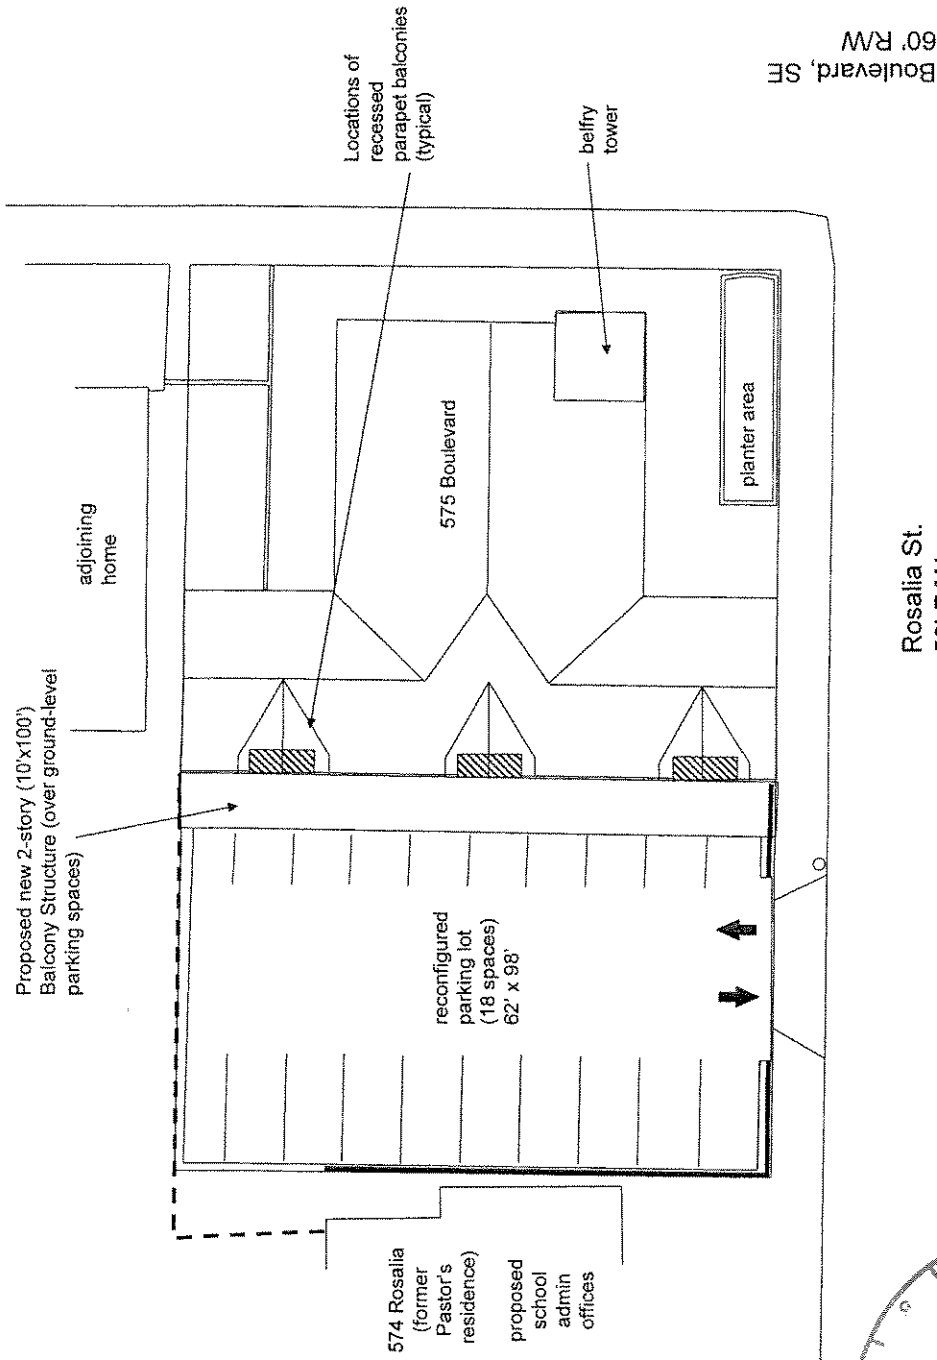 Proposed new 2-story (10'x100')
Balcony Structure (over ground-level
parking spaces)
adjoining
home
Locations of
recessed
parapet balconies
(typical)
belfry
tower
575 Boulevard
planter area
reconfigured
parking lot
(18 spaces)
62' x 98'
574 Rosalia
(former
Pastor's
residence)
proposed
school
admin
offices
Rosalia St.
Boulevard, SE
60' R/W